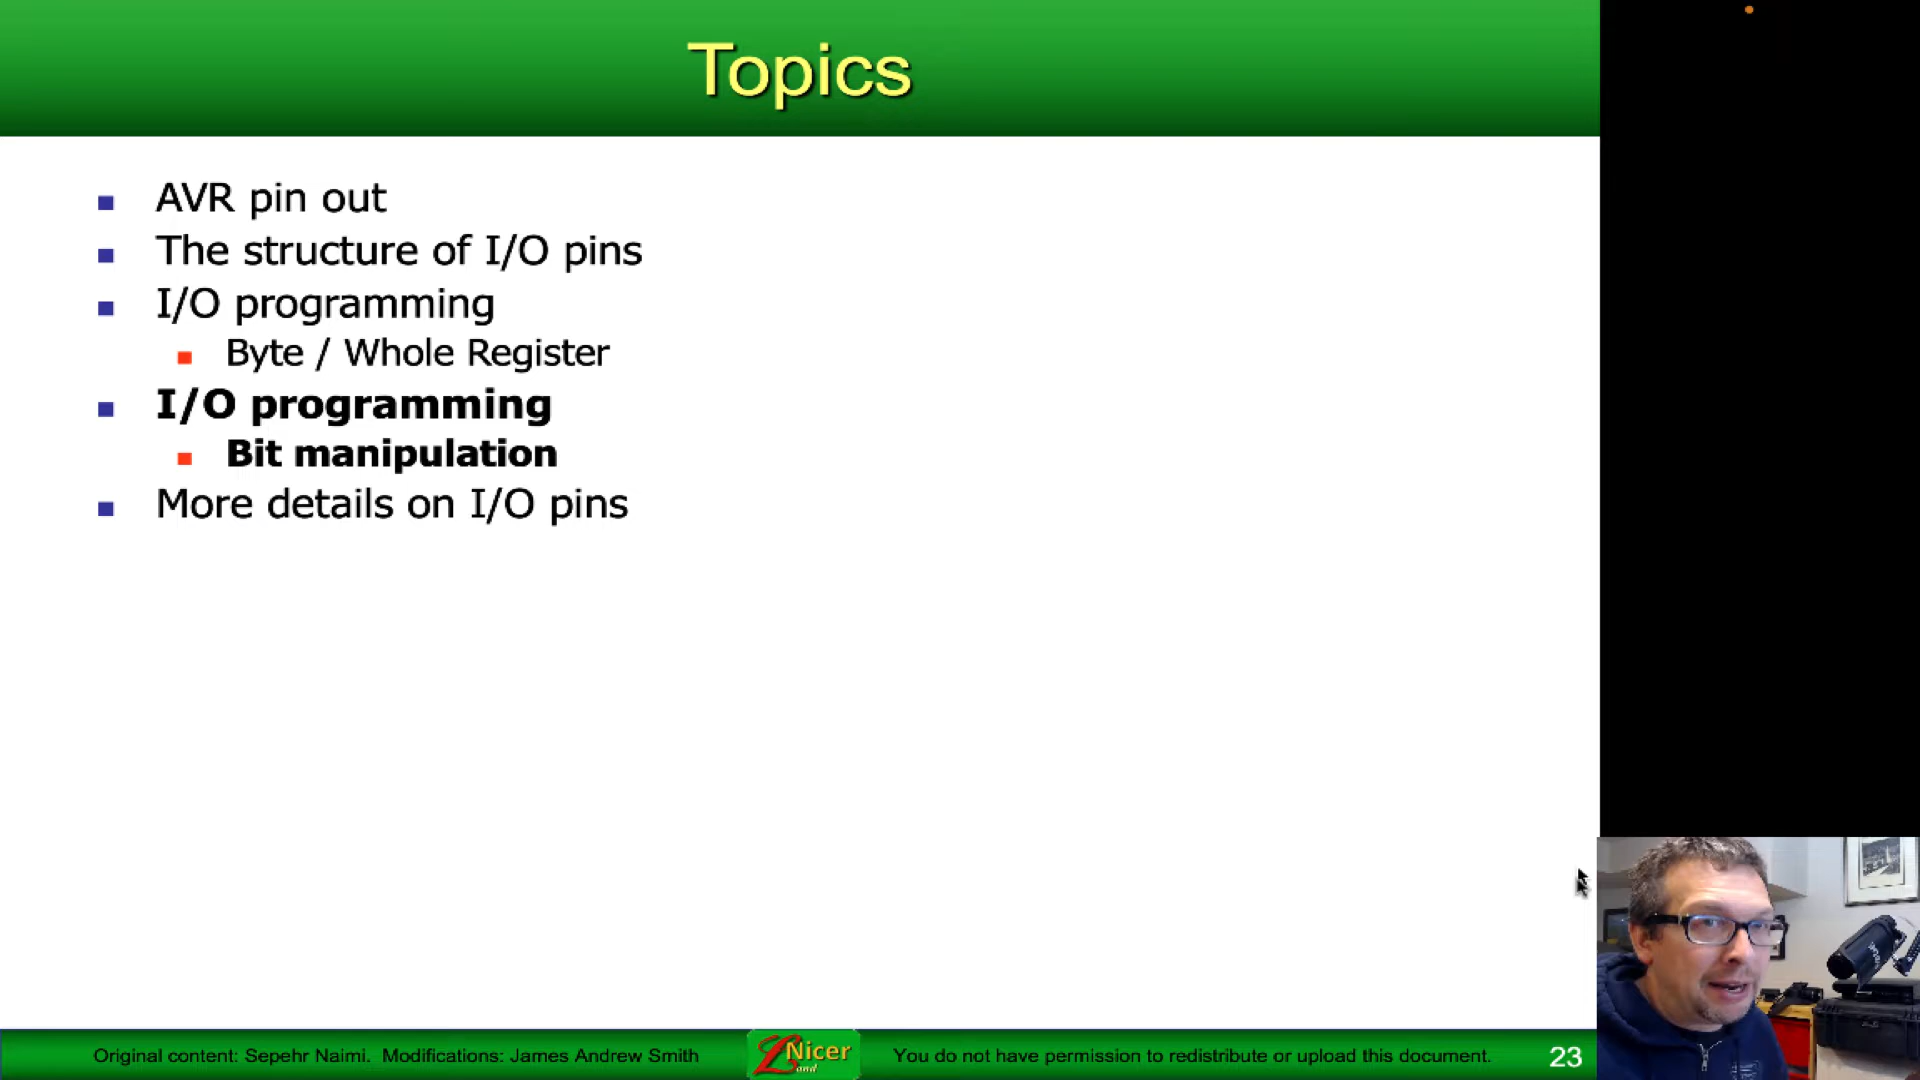 Topics
AVR pin out
The structure of I/O pins
I/O programming
Byte / Whole Register
I/O programming
Bit manipulation
More details on I/O pins
Original content: Sepehr Naimi. Modifications: James Andrew Smith
Nicer
Land
You do not have permission to redistribute or upload this document.
23